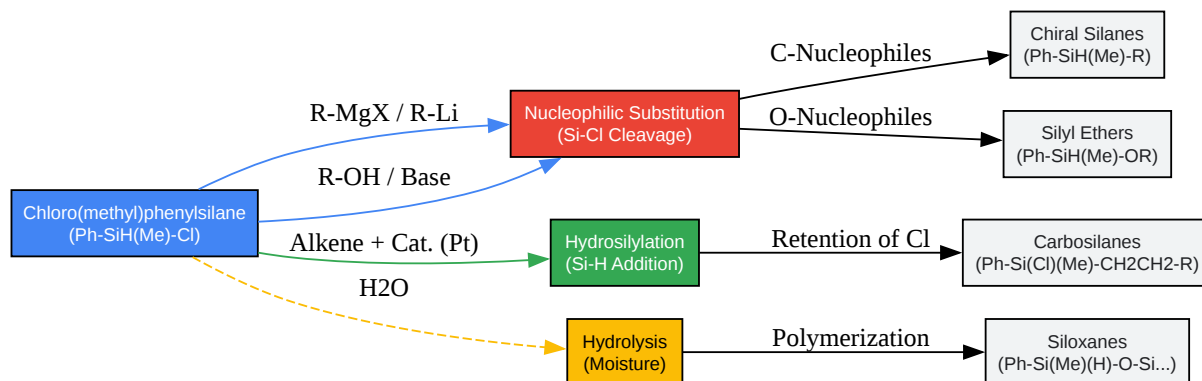 Chloro(methyl)phenylsilane
(Ph-SiH(Me)-Cl)
R-MgX / R-Li
R-OH / Base
Alkene + Cat. (Pt)
H2O
Nucleophilic Substitution
(Si-Cl Cleavage)
Hydrosilylation
(Si-H Addition)
Hydrolysis
(Moisture)
C-Nucleophiles
O-Nucleophiles
Retention of Cl
Polymerization
Chiral Silanes
(Ph-SiH(Me)-R)
Silyl Ethers
(Ph-SiH(Me)-OR)
Carbosilanes
(Ph-Si(Cl)(Me)-CH2CH2-R)
Siloxanes
(Ph-Si(Me)(H)-O-Si...)